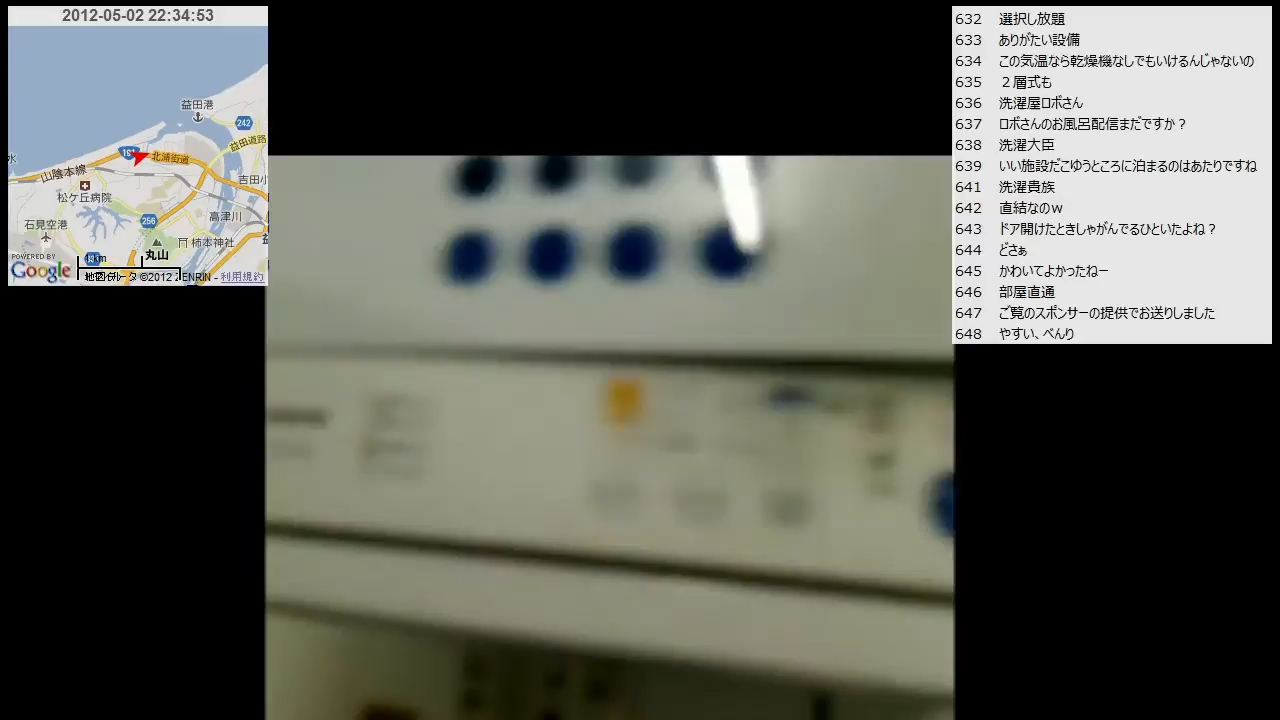 2012-05-02 22:34:53
益田港
242
益田道路
191
北浦街道
山陰本線
吉田小
松ケ丘病院
256
高津川
石見空港
柿本神社
丸山
POWERED BY
Google
利用規約
632 選択し放題
633 ありがたい設備
634 この気温なら乾燥機なしでもいけるんじゃないの
635 2層式も
636 洗濯屋ロボさん
637 ロボさんのお風呂配信まだですか?
638 洗濯大臣
639 いい施設だこゆうところに泊まるのはあたりですね
641 洗濯貴族
642 直結なのw
643 ドア開けたときしゃがんでるひといたよね?
644 どさぁ
645 かわいてよかったねー
646 部屋直通
647 ご覧のスポンサーの提供でお送りしました
648 やすい、べんり